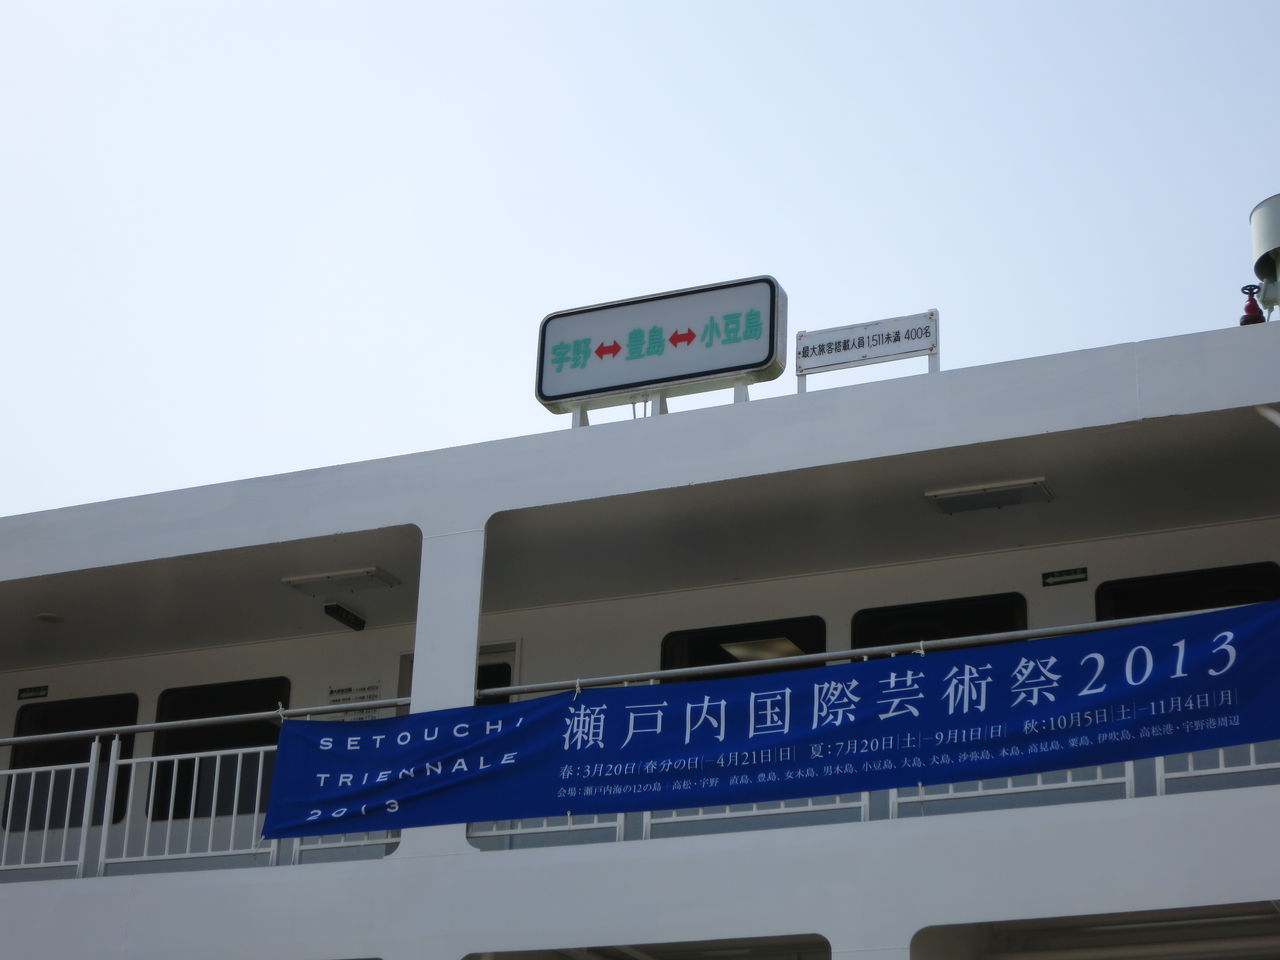 宇野↔豊島↔小豆島
最大旅客搭載人員 1,511未満 400名
SETOUCHI
TRIENNALE
2013
瀬戸内国際芸術祭2013
春:3月20日|春分の日|−4月21日|日| 夏:7月20日|土|−9月1日|日| 秋:10月5日|土|−11月4日|月|
会場:瀬戸内海の12の島+高松・宇野 直島、豊島、女木島、男木島、小豆島、大島、犬島、沙弥島、本島、高見島、粟島、伊吹島、高松港・宇野港周辺